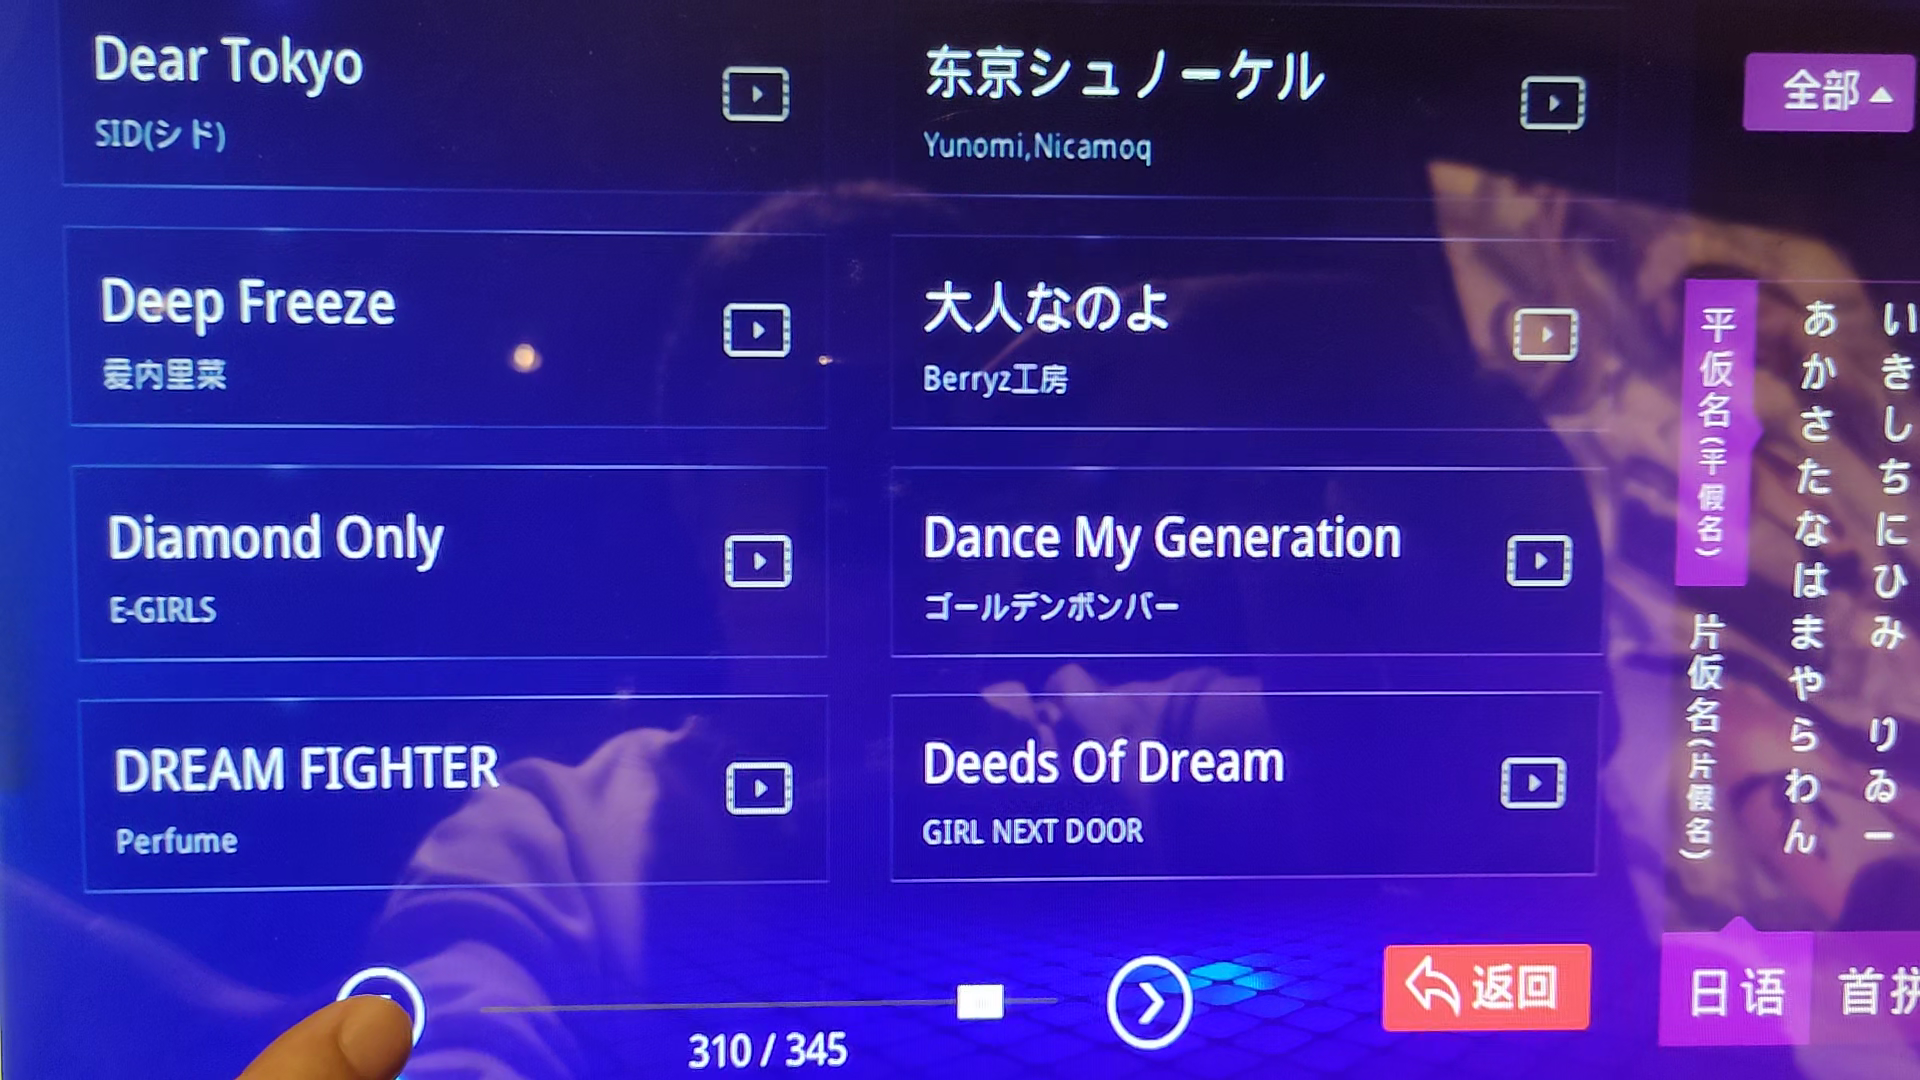 Dear Tokyo
SID(シド)
东京シュノーケル
Yunomi,Nicamoq
Deep Freeze
愛内里菜
大人なのよ
Berryz工房
Diamond Only
E-GIRLS
Dance My Generation
ゴールデンボンバー
DREAM FIGHTER
Perfume
Deeds Of Dream
GIRL NEXT DOOR
310 / 345
返回
全部
平仮名(平假名)
片仮名(片假名)
あかさたなはまやらわん
いきしちにひみ りゐー
日语
首拼